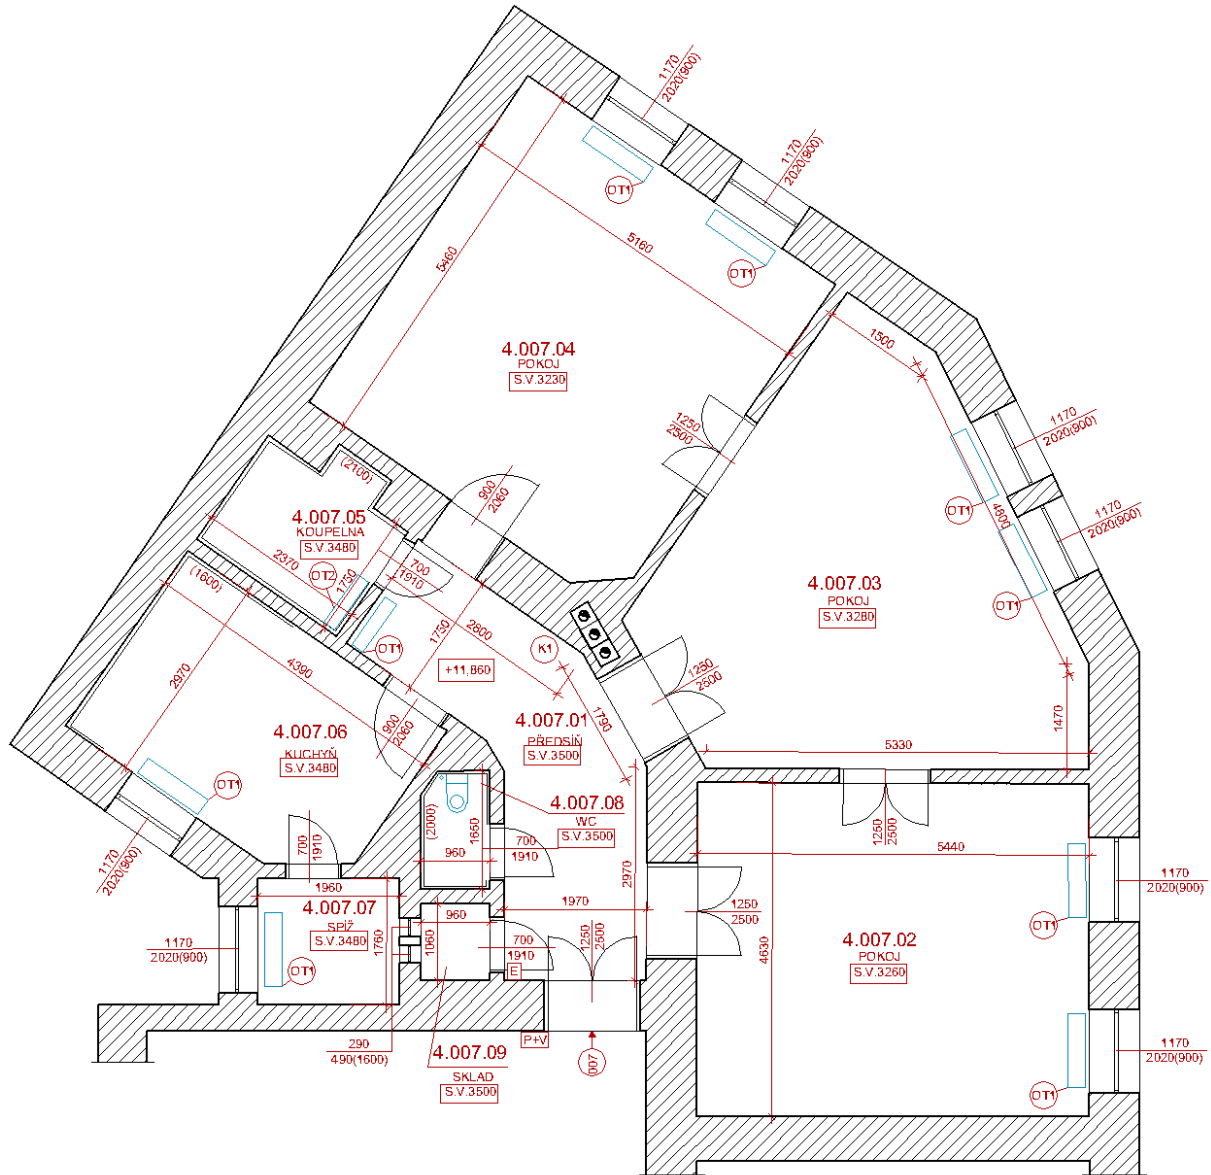 1170
2020(900)
1170
2020(900)
OT1
OT1
5160
5460
4.007.04
POKOJ
S.V.3230
1250
2500
1500
1170
2020(900)
1170
2020(900)
OT1
OT1
4600
(2100)
4.007.05
KOUPELNA
S.V.3480
2370
1750
OT2
900
2060
700
1910
4.007.03
POKOJ
S.V.3280
(1600)
2970
4390
OT1
1750
2800
K1
+11,860
1250
2500
1470
5330
1790
4.007.01
PŘEDSÍŇ
S.V.3500
4.007.06
KUCHYŇ
S.V.3480
900
2060
OT1
1170
2020(900)
700
1910
4.007.08
WC
S.V.3500
(2000)
1650
960
700
1910
2970
4630
1250
2500
5440
1170
2020(900)
OT1
1960
4.007.07
SPÍŽ
S.V.3480
1760
1170
2020(900)
OT1
960
1060
700
1910
E
1970
1250
2500
1250
2500
4.007.02
POKOJ
S.V.3260
1170
2020(900)
OT1
290
490(1600)
4.007.09
SKLAD
S.V.3500
P+V
007